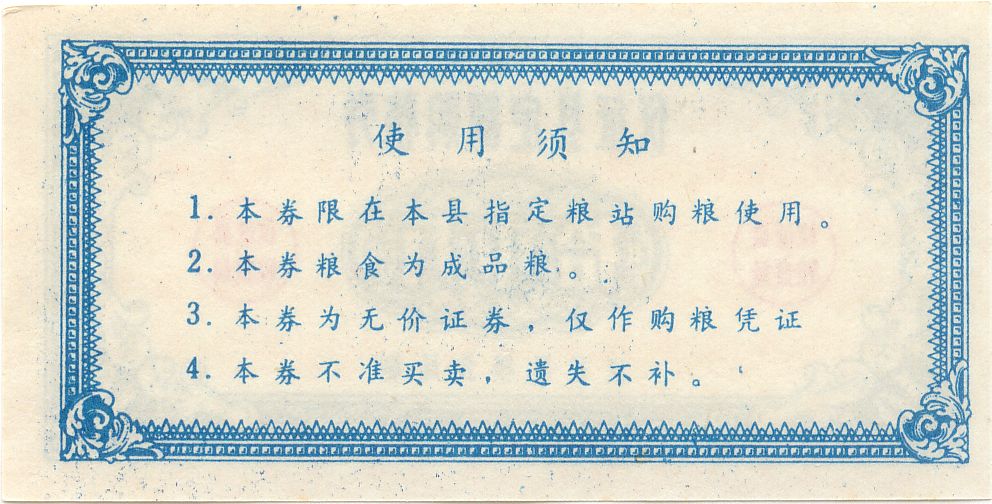 使用须知
1. 本券限在本县指定粮站购粮使用。
2. 本券粮食为成品粮。
3. 本券为无价证券，仅作购粮凭证
4. 本券不准买卖，遗失不补。